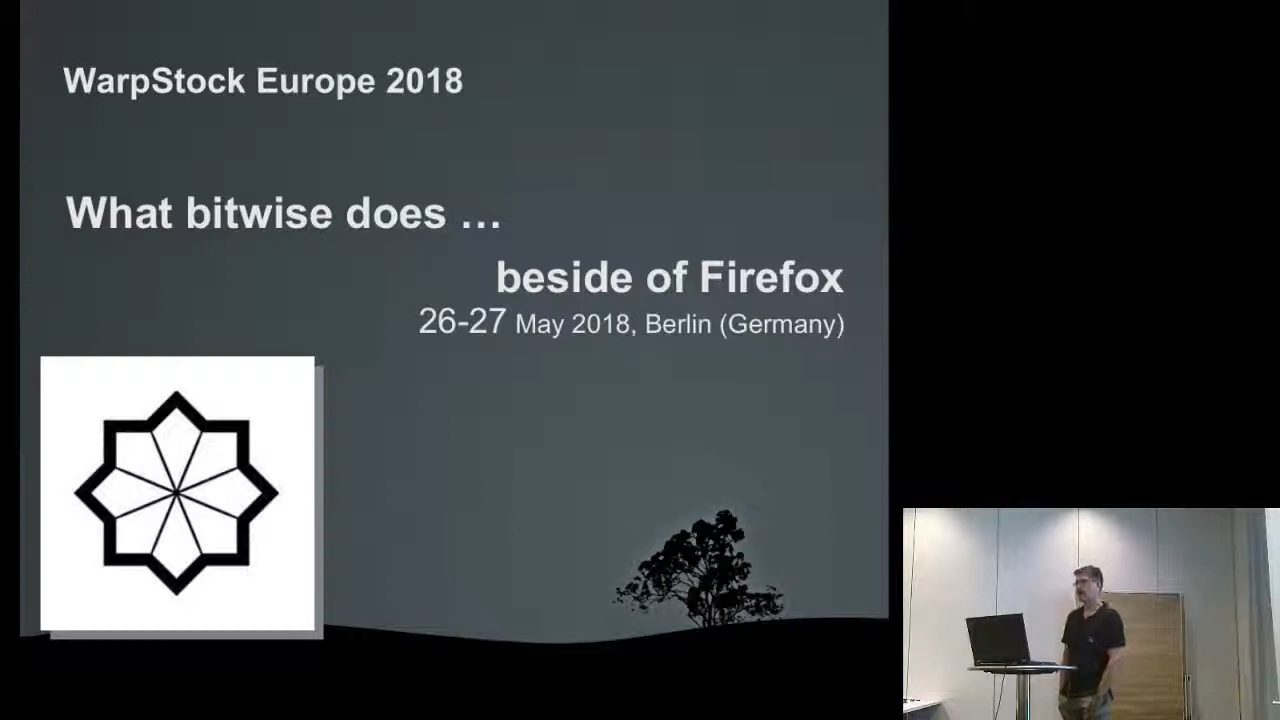 WarpStock Europe 2018
What bitwise does …
beside of Firefox
26-27 May 2018, Berlin (Germany)